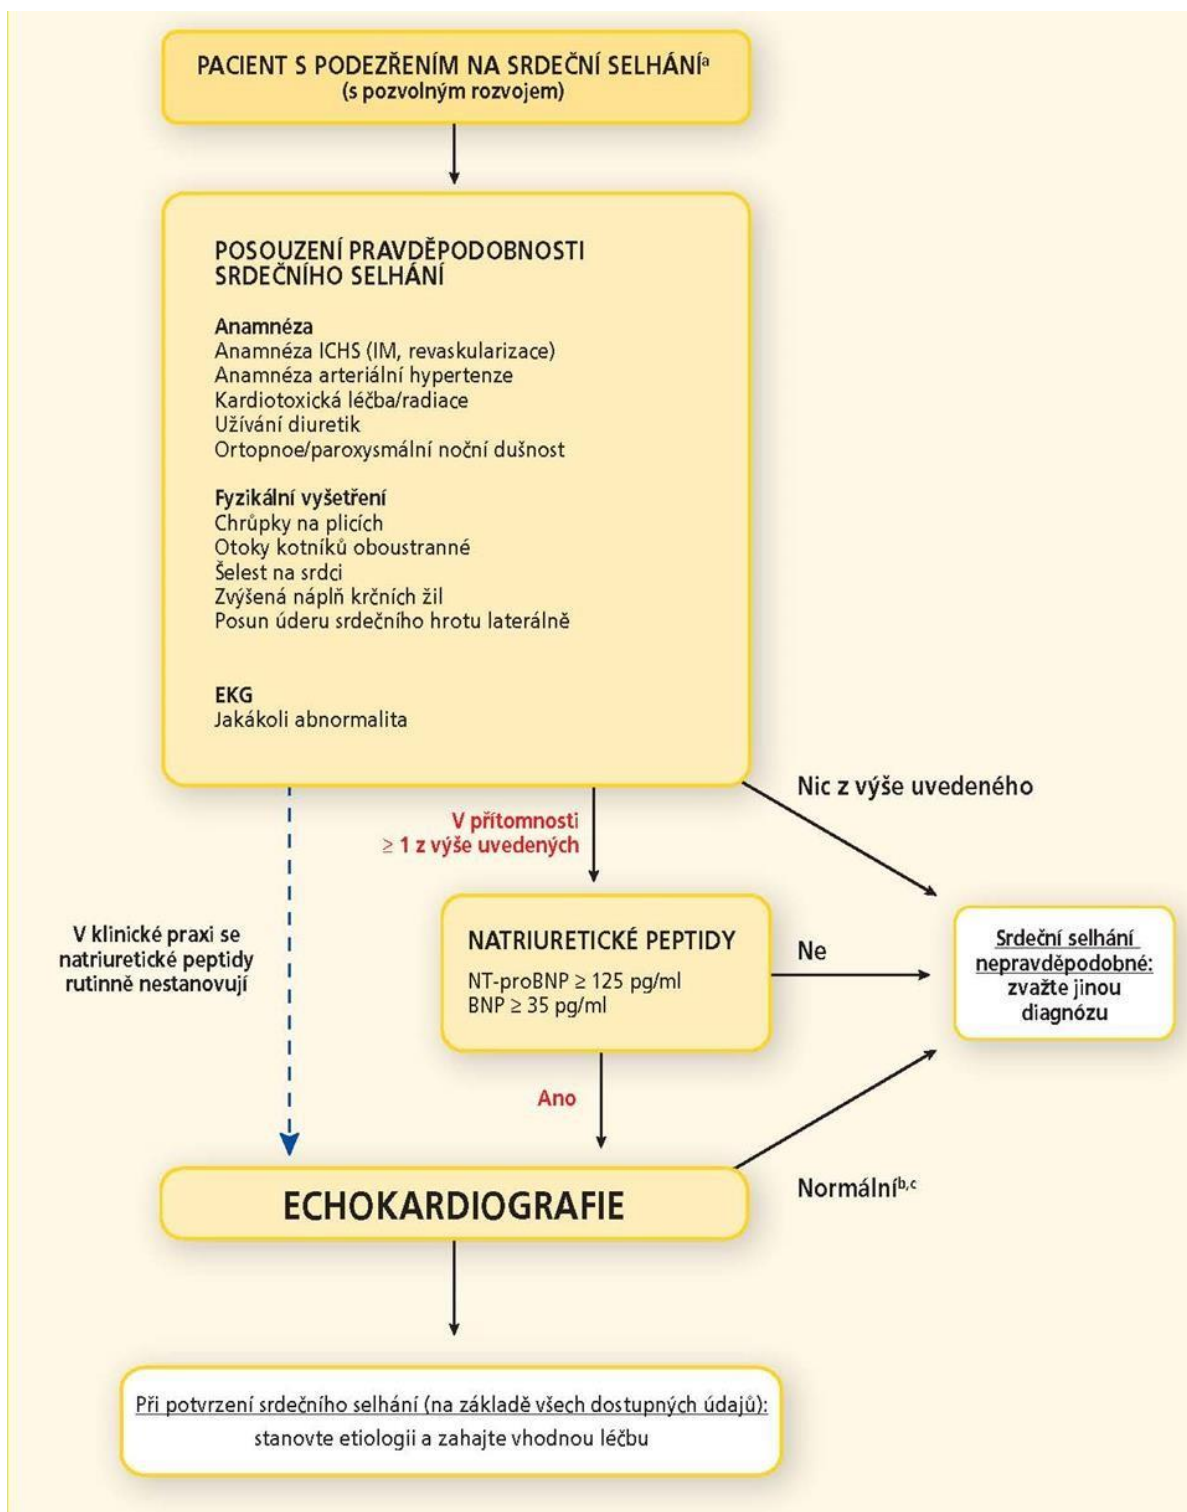 PACIENT S PODEZŘENÍM NA SRDEČNÍ SELHÁNÍᵃ
(s pozvolným rozvojem)
POSOUZENÍ PRAVDĚPODOBNOSTI
SRDEČNÍHO SELHÁNÍ
Anamnéza
Anamnéza ICHS (IM, revaskularizace)
Anamnéza arteriální hypertenze
Kardiotoxická léčba/radiace
Užívání diuretik
Ortopnoe/paroxysmální noční dušnost
Fyzikální vyšetření
Chrůpky na plicích
Otoky kotníků oboustranné
Šelest na srdci
Zvýšená náplň krčních žil
Posun úderu srdečního hrotu laterálně
EKG
Jakákoli abnormalita
Nic z výše uvedeného
V přítomnosti
≥ 1 z výše uvedených
V klinické praxi se
natriuretické peptidy
rutinně nestanovují
NATRIURETICKÉ PEPTIDY
NT-proBNP ≥ 125 pg/ml
BNP ≥ 35 pg/ml
Ne
Srdeční selhání
nepravděpodobné:
zvažte jinou
diagnózu
Ano
ECHOKARDIOGRAFIE
Normálníᵇ,ᶜ
Při potvrzení srdečního selhání (na základě všech dostupných údajů):
stanovte etiologii a zahajte vhodnou léčbu